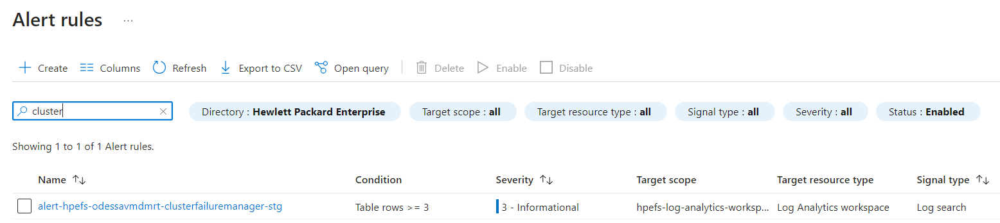 Alert rules ...
Create Columns Refresh Export to CSV Open query Delete Enable Disable
cluster Directory : Hewlett Packard Enterprise Target scope : all Target resource type : all Signal type : all Severity : all Status : Enabled
Showing 1 to 1 of 1 Alert rules.
Name Condition Severity Target scope Target resource type Signal type
alert-hpefs-odessavmdmrt-clusterfailuremanager-stg Table rows >= 3 3 - Informational hpefs-log-analytics-worksp... Log Analytics workspace Log search